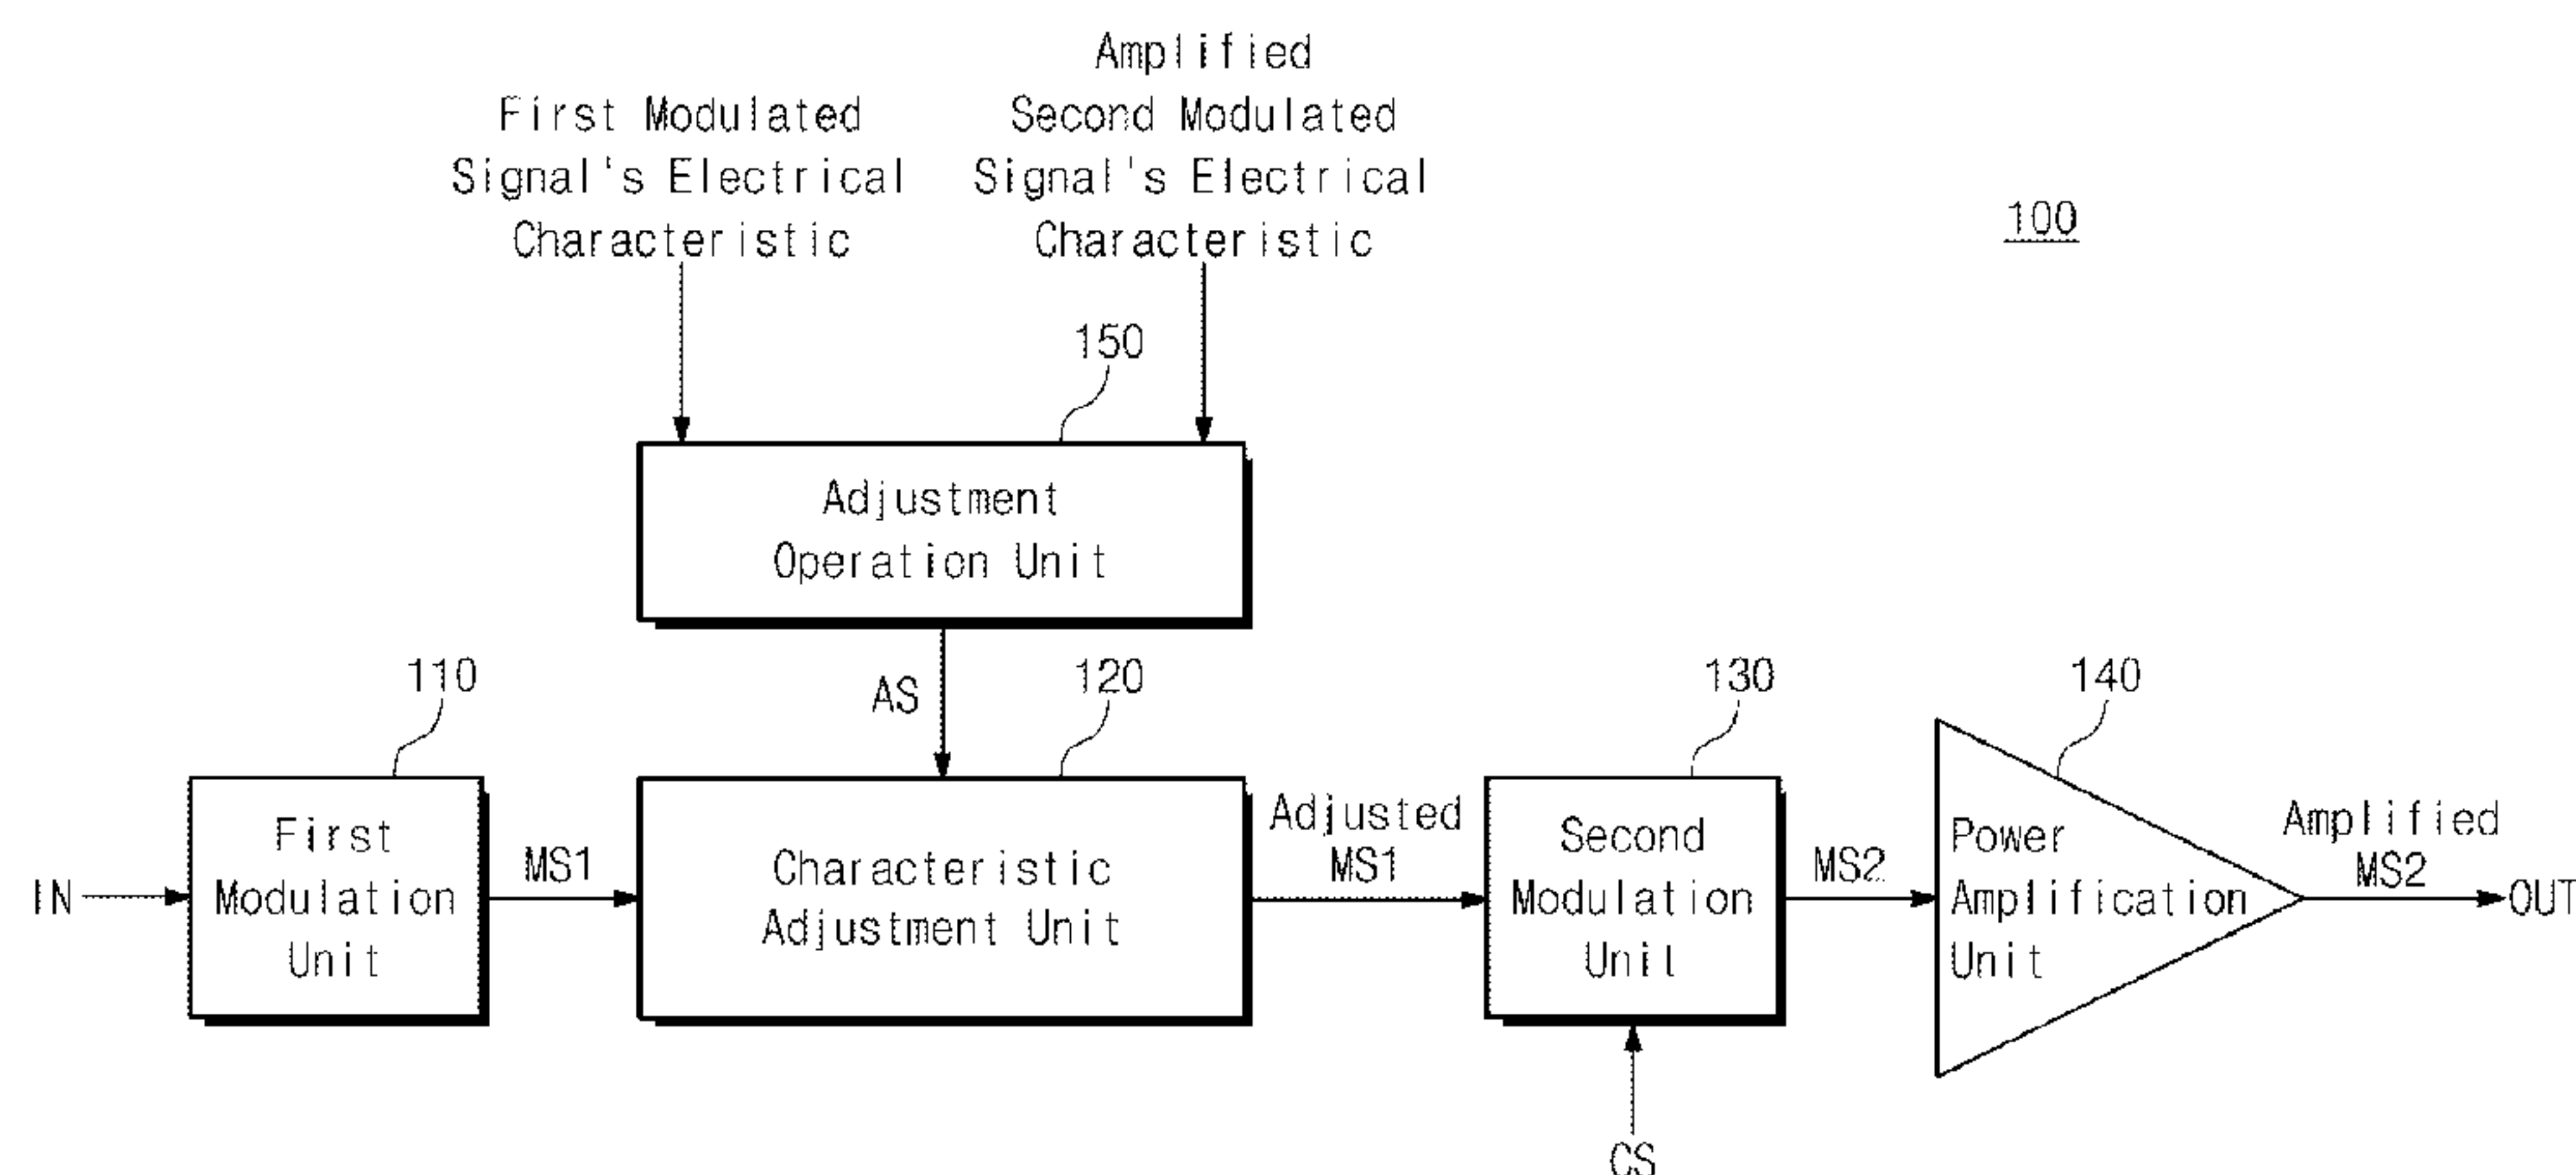 Amplified
Second Modulated
Signal's Electrical
Characteristic
First Modulated
Signal's Electrical
Characteristic
100
150
Adjustment
Operation Unit
AS
110
120
130
140
IN
First
Modulation
Unit
MS1
Characteristic
Adjustment Unit
Adjusted
MS1
Second
Modulation
Unit
MS2
Power
Amplification
Unit
Amplified
MS2
OUT
CS